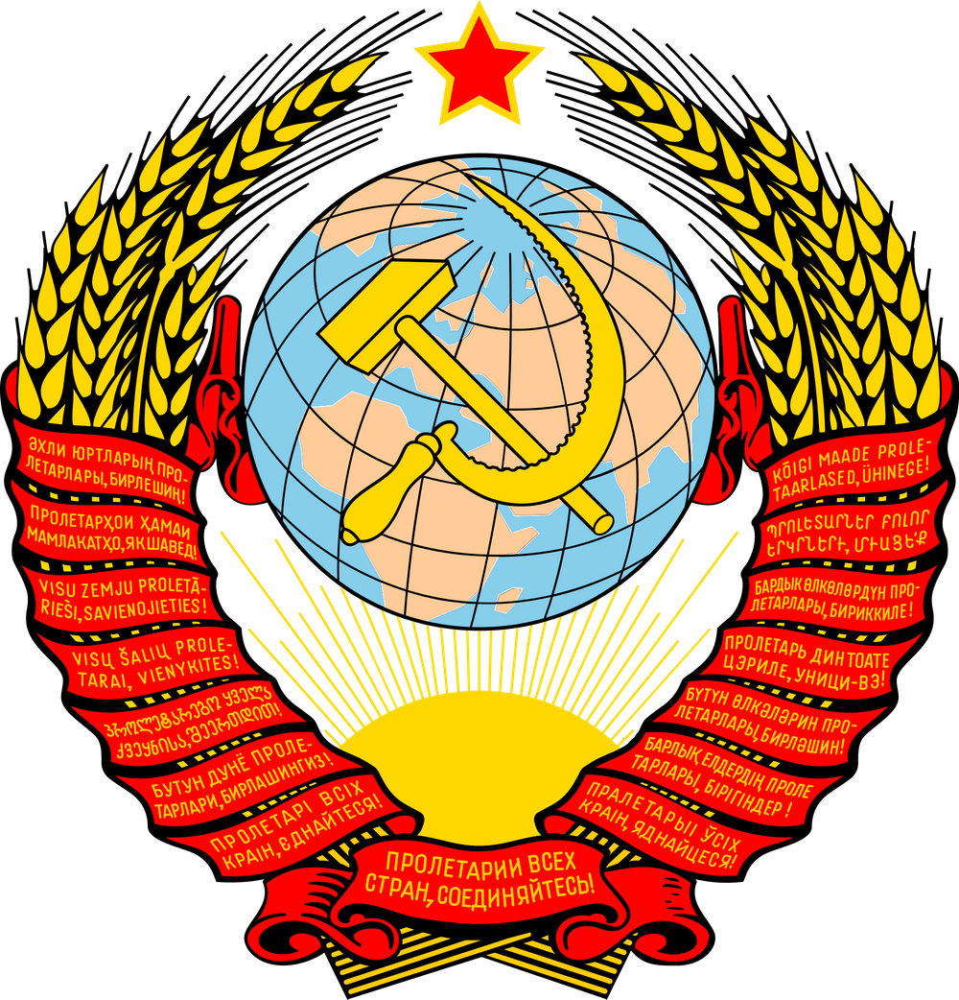 ӘХЛИ ЮРТЛАРЫҢ ПРО-
ЛЕТАРЛАРЫ, БИРЛЕШИҢ!
ПРОЛЕТАРҲОИ ҲАМАИ
МАМЛАКАТҲО, ЯК ШАВЕД!
VISU ZEMJU PROLETĀ-
RIEŠI, SAVIENOJIETIES!
VISŲ ŠALIŲ PROLE-
TARAI, VIENYKITES!
ᲞᲠᲝᲚᲔᲢᲐᲠᲔᲑᲝ ᲧᲕᲔᲚᲐ
ᲥᲕᲔᲧᲜᲘᲡᲐ, ᲨᲔᲔᲠᲗᲓᲘᲗ!
БУТУН ДУНЁ ПРОЛЕ-
ТАРЛАРИ, БИРЛАШИНГИЗ!
ПРОЛЕТАРІ ВСІХ
КРАІН, ЄДНАЙТЕСЯ!
ПРОЛЕТАРИИ ВСЕХ
СТРАН, СОЕДИНЯЙТЕСЬ!
KÕIGI MAADE PROLE-
TAARLASED, ÜHINEGE!
ՊՐՈԼԵՏԱՐՆԵՐ ԲՈԼՈՐ
ԵՐԿՐՆԵՐԻ, ՄԻԱՑԵ՛Ք
БАРДЫК ӨЛКӨЛӨРДҮН ПРО-
ЛЕТАРЛАРЫ, БИРИККИЛЕ!
ПРОЛЕТАРЬ ДИН ТОАТЕ
ЦЭРИЛЕ, УНИЦИ-ВЭ!
БҮТҮН ӨЛКӘЛӘРИН ПРО-
ЛЕТАРЛАРЫ, БИРЛӘШИН!
БАРЛЫҚ ЕЛДЕРДІҢ ПРОЛЕ
ТАРЛАРЫ, БІРІГІҢДЕР!
ПРАЛЕТАРЫІ ЎСІХ
КРАІН, ЯДНАЙЦЕСЯ!